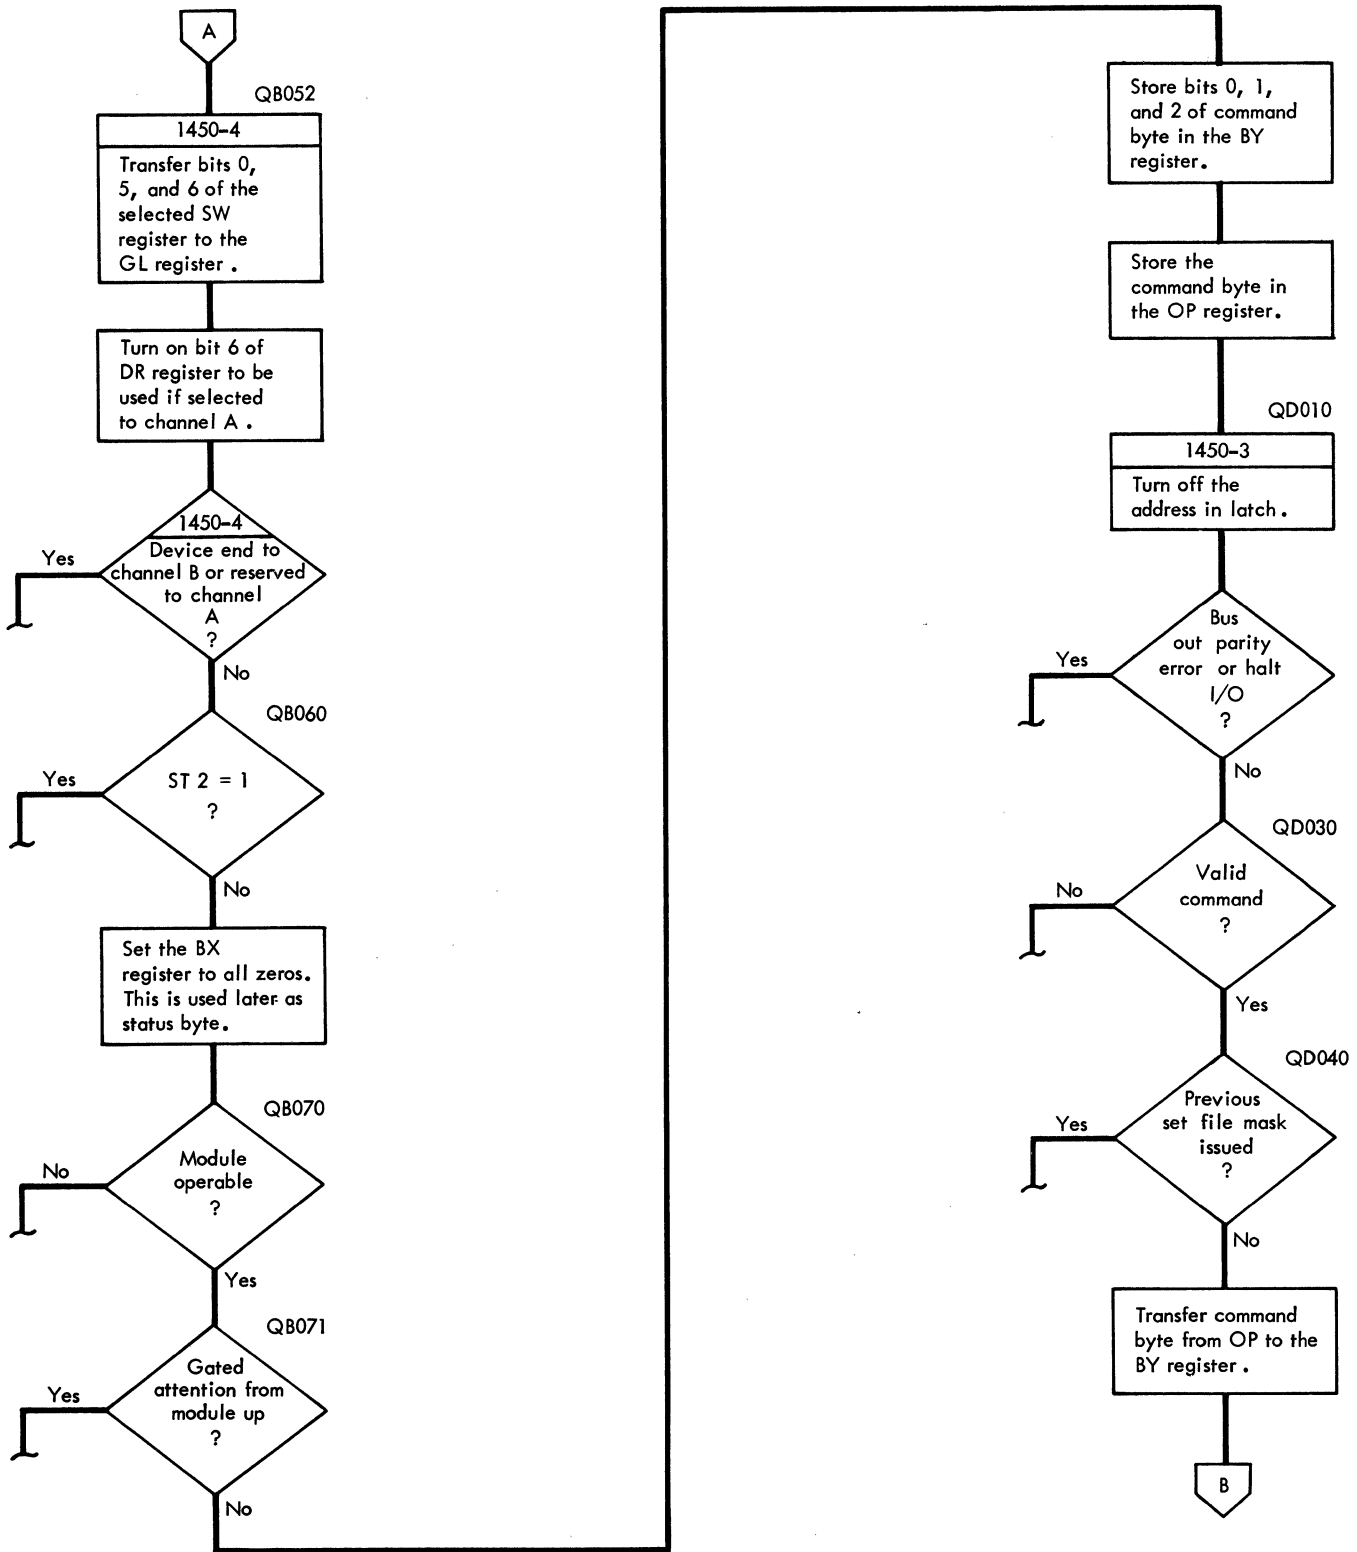 A
QB052
1450-4
Transfer bits 0,
5, and 6 of the
selected SW
register to the
GL register .
Turn on bit 6 of
DR register to be
used if selected
to channel A .
1450-4
Device end to
channel B or reserved
to channel
A
?
Yes
No
QB060
ST 2 = 1
?
Yes
No
Set the BX
register to all zeros.
This is used later as
status byte.
QB070
Module
operable
?
No
Yes
QB071
Gated
attention from
module up
?
Yes
No
Store bits 0, 1,
and 2 of command
byte in the BY
register.
Store the
command byte in
the OP register.
QD010
1450-3
Turn off the
address in latch .
Bus
out parity
error or halt
I/O
?
Yes
No
QD030
Valid
command
?
No
Yes
QD040
Previous
set file mask
issued
?
Yes
No
Transfer command
byte from OP to the
BY register .
B